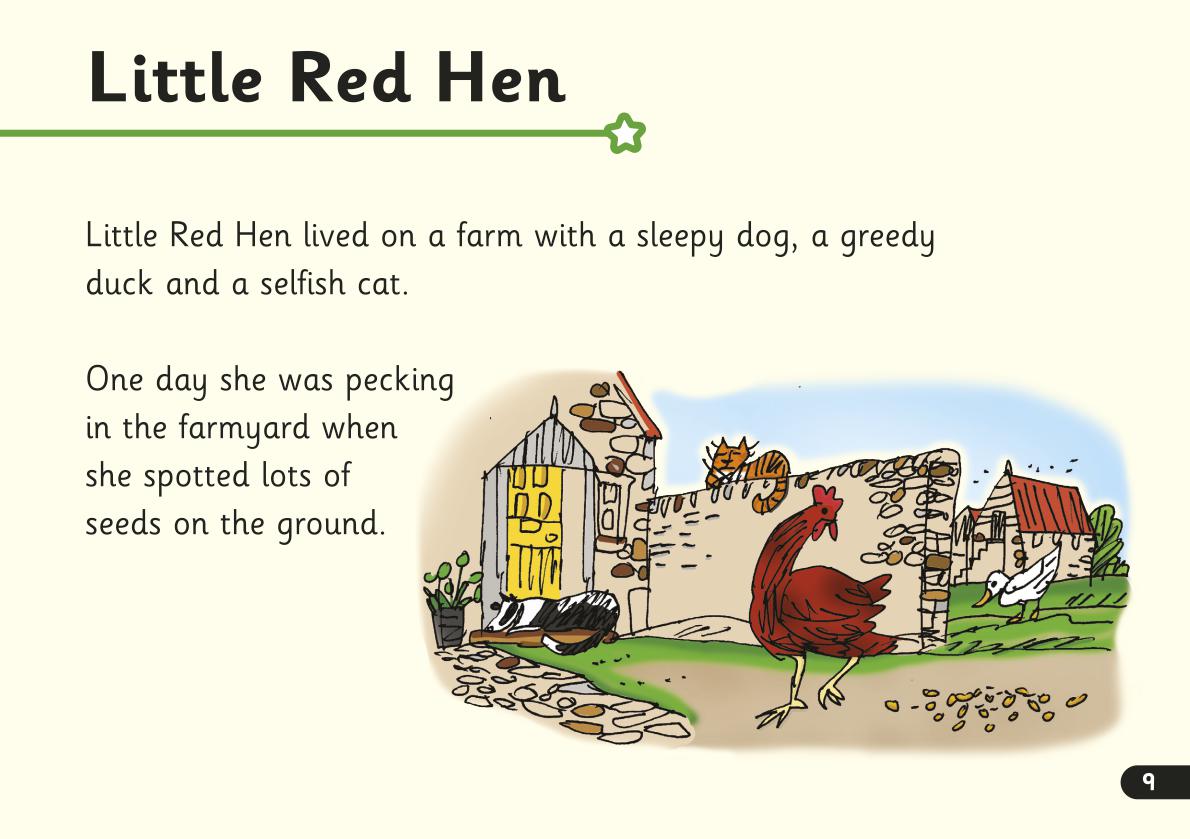 Little Red Hen
Little Red Hen lived on a farm with a sleepy dog, a greedy
duck and a selfish cat.
One day she was pecking
in the farmyard when
she spotted lots of
seeds on the ground.
9